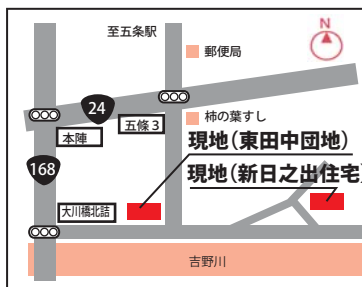 至五条駅
N
郵便局
24
五條3
柿の葉すし
本陣
現地(東田中団地)
168
現地(新日之出住宅)
大川橋北詰
吉野川